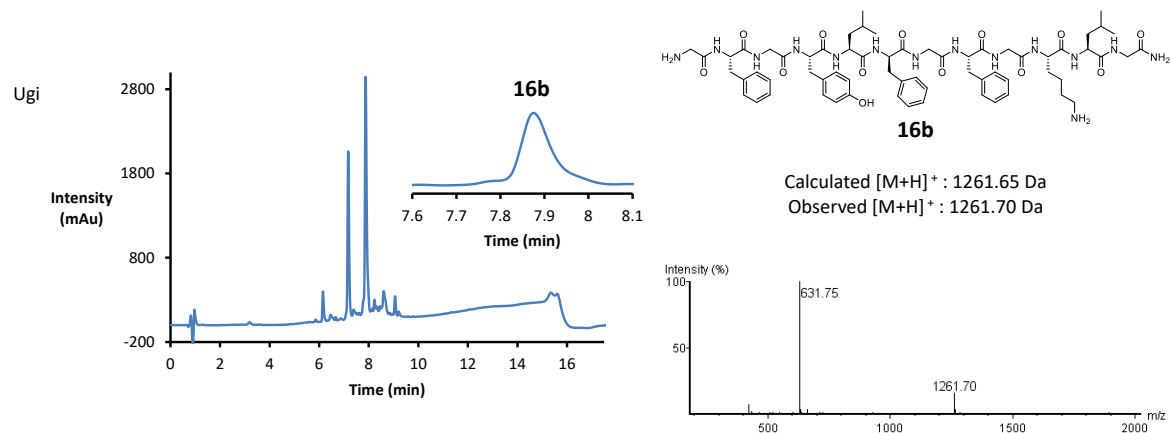 Ugi
Intensity
(mAu)
2800
1800
800
-200
0 2 4 6 8 10 12 14 16
Time (min)
16b
7.6 7.7 7.8 7.9 8 8.1
Time (min)
H₂N O H N O N H O H N O OH N H O H N O N H O H N O N H O H N O NH₂ N H O H N O NH₂
16b
Calculated [M+H]⁺ : 1261.65 Da
Observed [M+H]⁺ : 1261.70 Da
Intensity (%)
100
631.75
50
1261.70
m/z
500 1000 1500 2000